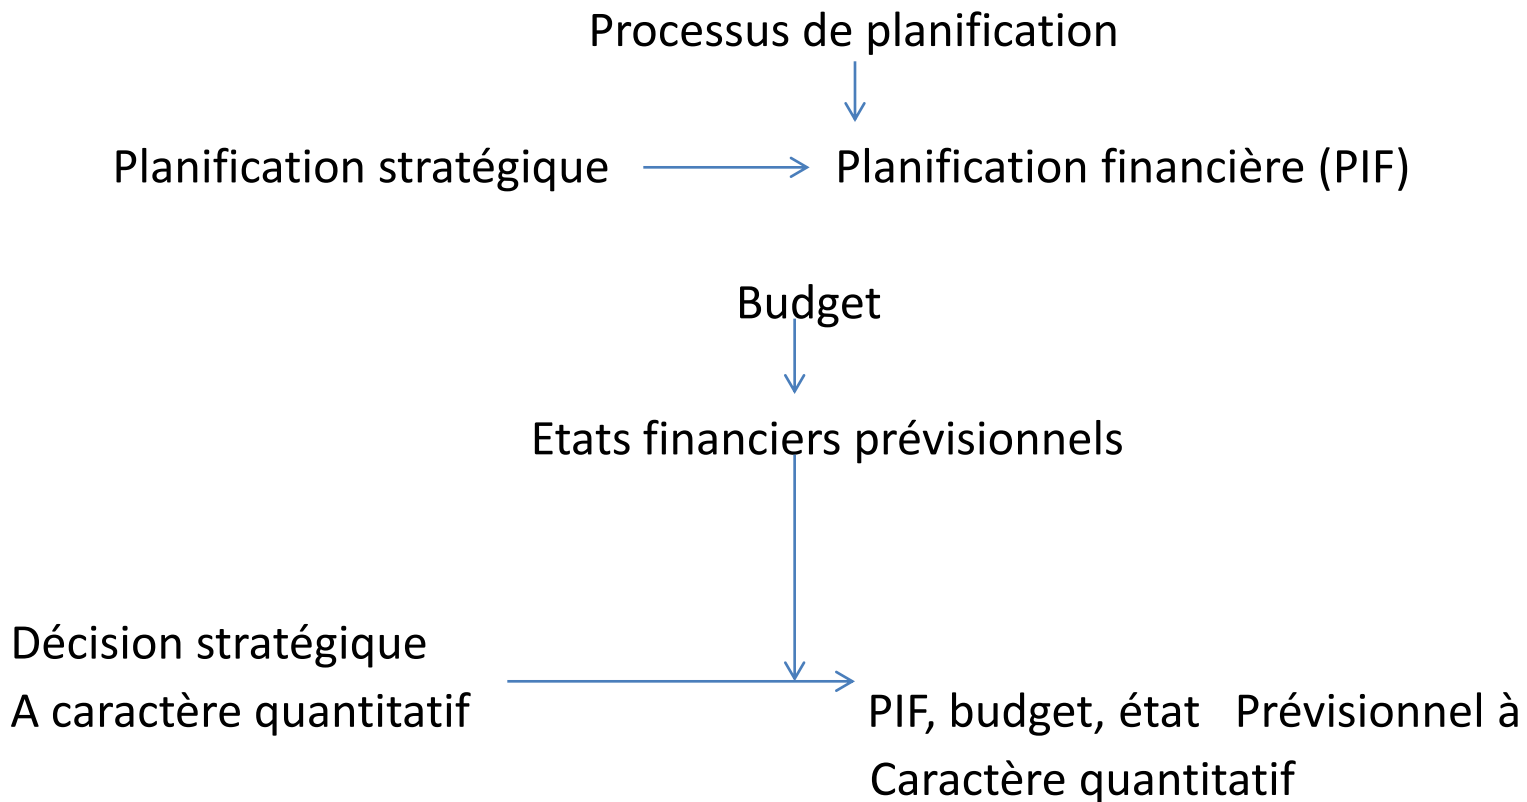 Processus de planification
Planification stratégique Planification financière (PIF)
Budget
Etats financiers prévisionnels
Décision stratégique
A caractère quantitatif
PIF, budget, état Prévisionnel à
Caractère quantitatif